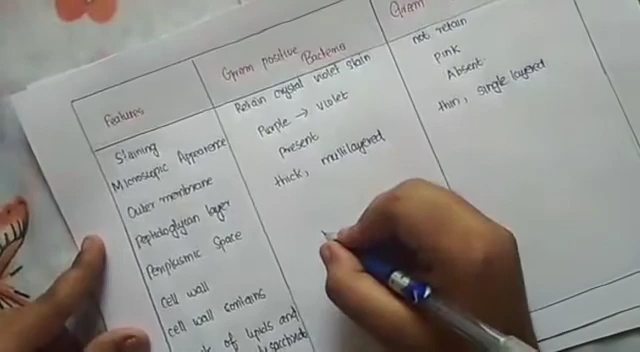 Features
Gram positive Bacteria
Gram
Staining
Retain crystal violet stain
not retain
Microscopic Appearence
Purple → violet
Pink
Outer membrane
Present
Absent
Peptidoglycan layer
thick, multilayered
thin, single layered
Periplasmic Space
Cell wall
Cell wall contains
of lipids and